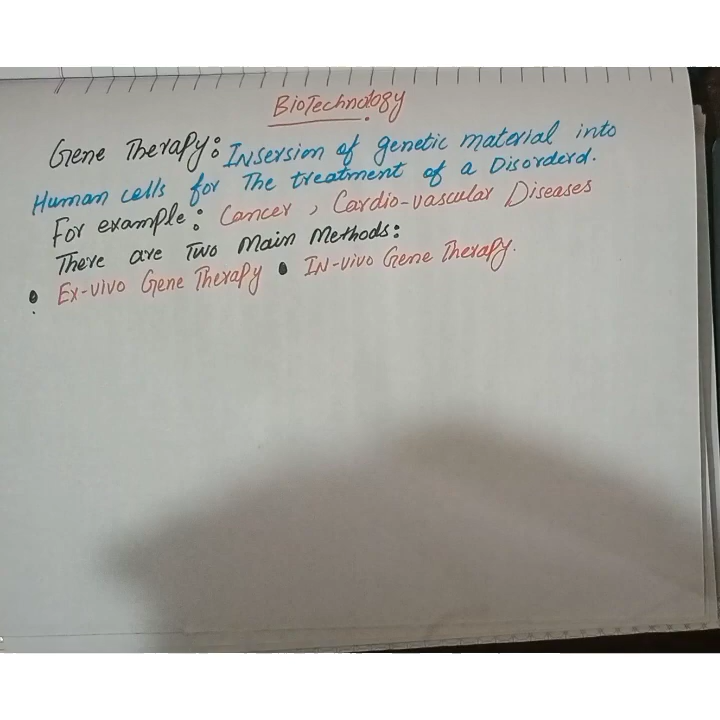 BioTechnology
Gene Therapy: Insersion of genetic material into
Human cells for The treatment of a Disorderd.
For example: Cancer, Cardio-vascular Diseases
There are Two Main Methods:
• Ex-vivo Gene Therapy • IN-vivo Gene Therapy.